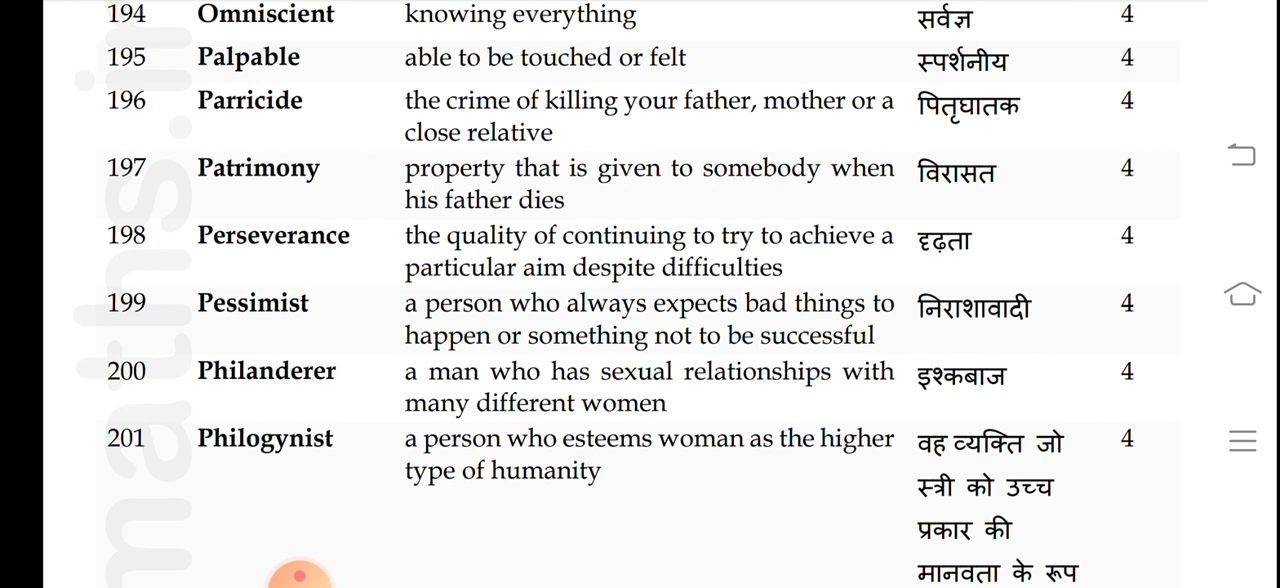 194 Omniscient knowing everything सर्वज्ञ 4
195 Palpable able to be touched or felt स्पर्शनीय 4
196 Parricide the crime of killing your father, mother or a पितृघातक 4
close relative
197 Patrimony property that is given to somebody when विरासत 4
his father dies
198 Perseverance the quality of continuing to try to achieve a दृढ़ता 4
particular aim despite difficulties
199 Pessimist a person who always expects bad things to निराशावादी 4
happen or something not to be successful
200 Philanderer a man who has sexual relationships with इश्कबाज 4
many different women
201 Philogynist a person who esteems woman as the higher वह व्यक्ति जो 4
type of humanity
स्त्री को उच्च
प्रकार की
मानवता के रूप
maths.in